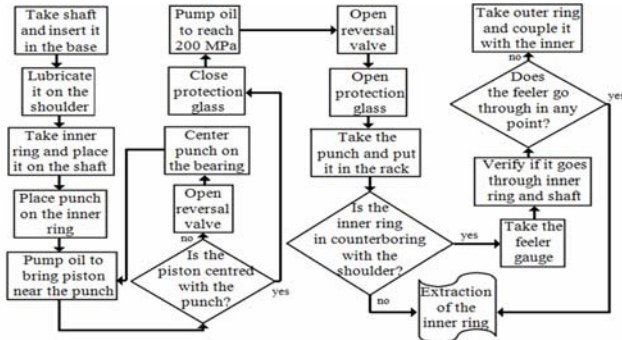 Take shaft
and insert
it in the base
Lubricate
it on the
shoulder
Take inner
ring and place
it on the shaft
Place punch
on the inner
ring
Pump oil to
bring piston
near the punch
Is the
piston centred
with the
punch?
no
yes
Open
reversal
valve
Center
punch on
the bearing
Close
protection
glass
Pump oil
to reach
200 MPa
Open
reversal
valve
Open
protection
glass
Take the
punch and put
it in the rack
Is the
inner ring
in counterboring
with the
shoulder?
yes
no
Take the
feeler
gauge
Verify if it goes
through inner
ring and shaft
Does
the feeler go
through in any
point?
no
yes
Take outer
ring and couple it
with the inner
Extraction
of the
inner ring